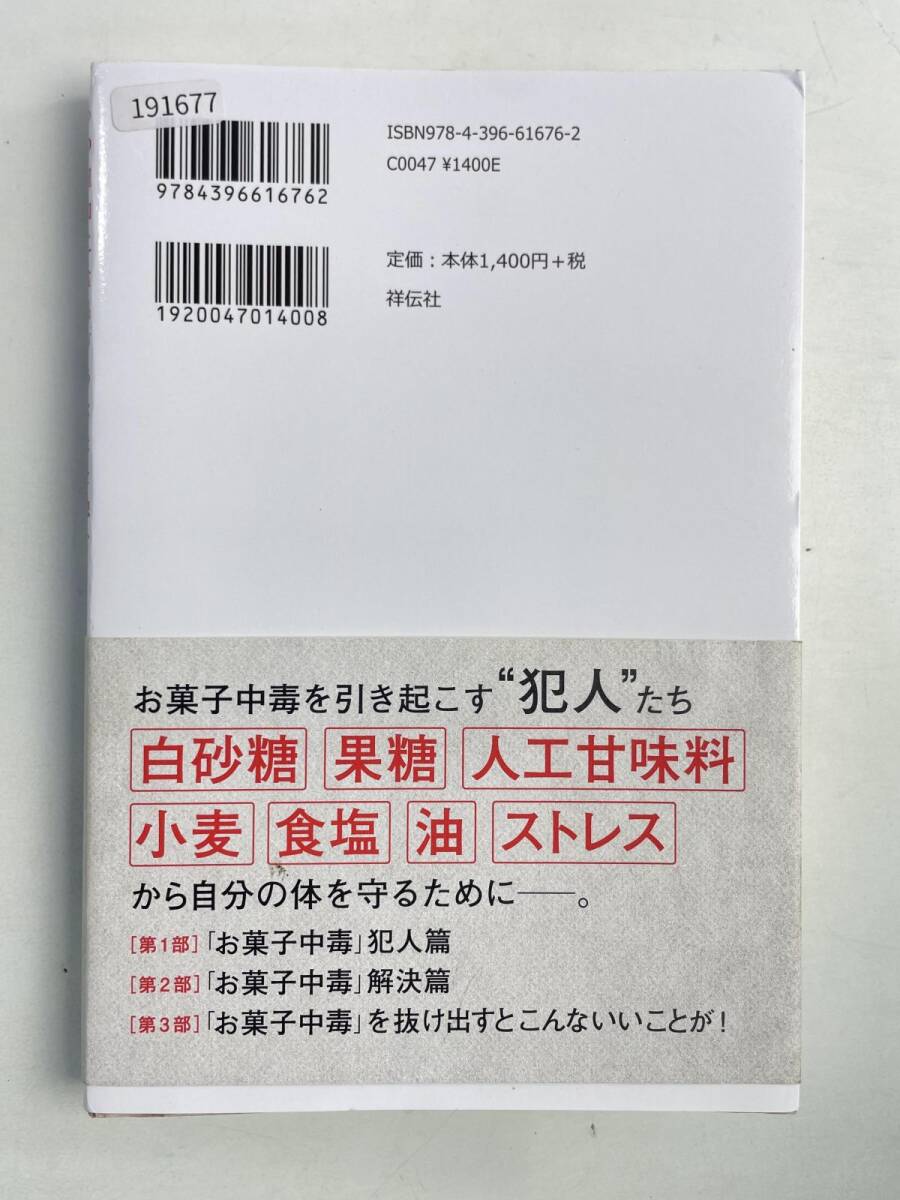 191677
ISBN978-4-396-61676-2
C0047 ¥1400E
9784396616762
定価：本体1,400円＋税
祥伝社
1920047014008
お菓子中毒を引き起こす“犯人”たち
白砂糖 果糖 人工甘味料
小麦 食塩 油 ストレス
から自分の体を守るために――。
［第1部］「お菓子中毒」犯人篇
［第2部］「お菓子中毒」解決篇
［第3部］「お菓子中毒」を抜け出すとこんないいことが！